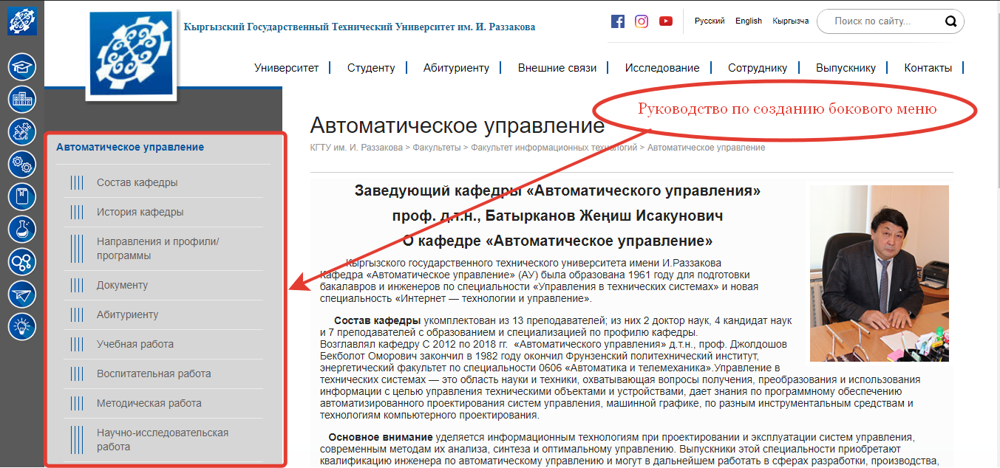 Кыргызский Государственный Технический Университет им. И. Раззакова
Русский English Кыргызча
Поиск по сайту...
Университет Студенту Абитуриенту Внешние связи Исследование Сотруднику Выпускнику Контакты
Руководство по созданию бокового меню
Автоматическое управление
КГТУ им. И. Раззакова > Факультеты > Факультет информационных технологий > Автоматическое управление
Автоматическое управление
Состав кафедры
История кафедры
Направления и профили/
программы
Документу
Абитуриенту
Учебная работа
Воспитательная работа
Методическая работа
Научно-исследовательская
работа
Заведующий кафедры «Автоматического управления»
проф. д.т.н., Батырканов Жеңиш Исакунович
О кафедре «Автоматическое управление»
Кыргызского государственного технического университета имени И.Раззакова
Кафедра «Автоматическое управление» (АУ) была образована 1961 году для подготовки
бакалавров и инженеров по специальности «Управления в технических системах» и новая
специальность «Интернет — технологии и управление».
Состав кафедры укомплектован из 13 преподавателей; из них 2 доктор наук, 4 кандидат наук
и 7 преподавателей с образованием и специализацией по профилю кафедры.
Возглавлял кафедру С 2012 по 2018 гг. «Автоматического управления» д.т.н., проф. Джолдошов
Бекболот Оморович закончил в 1982 году окончил Фрунзенский политехнический институт,
энергетический факультет по специальности 0606 «Автоматика и телемеханика».Управление в
технических системах — это область науки и техники, охватывающая вопросы получения, преобразования и использования
информации с целью управления техническими объектами и устройствами, дает знания по программному обеспечению
автоматизированного проектирования систем управления, машинной графике, по разным инструментальным средствам и
технологиям компьютерного проектирования.
Основное внимание уделяется информационным технологиям при проектировании и эксплуатации систем управления,
современным методам их анализа, синтеза и оптимальному управлению. Выпускники этой специальности приобретают
квалификацию инженера по автоматическому управлению и могут в дальнейшем работать в сферах разработки, производства,